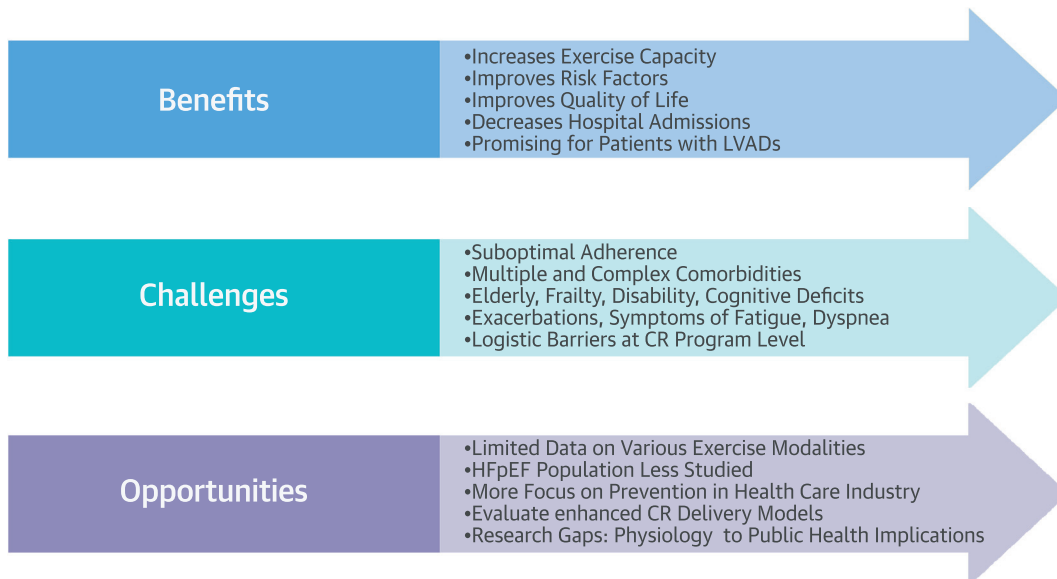 Benefits
•Increases Exercise Capacity
•Improves Risk Factors
•Improves Quality of Life
•Decreases Hospital Admissions
•Promising for Patients with LVADs
Challenges
•Suboptimal Adherence
•Multiple and Complex Comorbidities
•Elderly, Frailty, Disability, Cognitive Deficits
•Exacerbations, Symptoms of Fatigue, Dyspnea
•Logistic Barriers at CR Program Level
Opportunities
•Limited Data on Various Exercise Modalities
•HFpEF Population Less Studied
•More Focus on Prevention in Health Care Industry
•Evaluate enhanced CR Delivery Models
•Research Gaps: Physiology to Public Health Implications